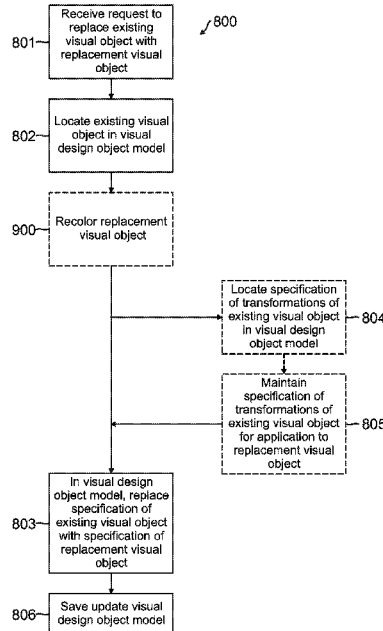 800
801
Receive request to
replace existing
visual object with
replacement visual
object
802
Locate existing visual
object in visual
design object model
900
Recolor replacement
visual object
Locate specification
of transformations of
existing visual object
in visual design
object model
804
Maintain
specification of
transformations of
existing visual object
for application to
replacement visual
object
805
803
In visual design
object model, replace
specification of
existing visual object
with specification of
replacement visual
object
806
Save update visual
design object model